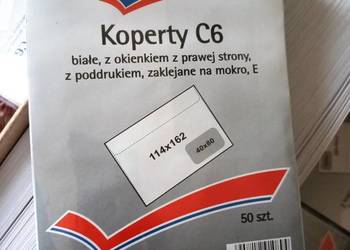 Koperty C6
białe, z okienkiem z prawej strony,
z poddrukiem, zaklejane na mokro, E
114x162
40x80
50 szt.